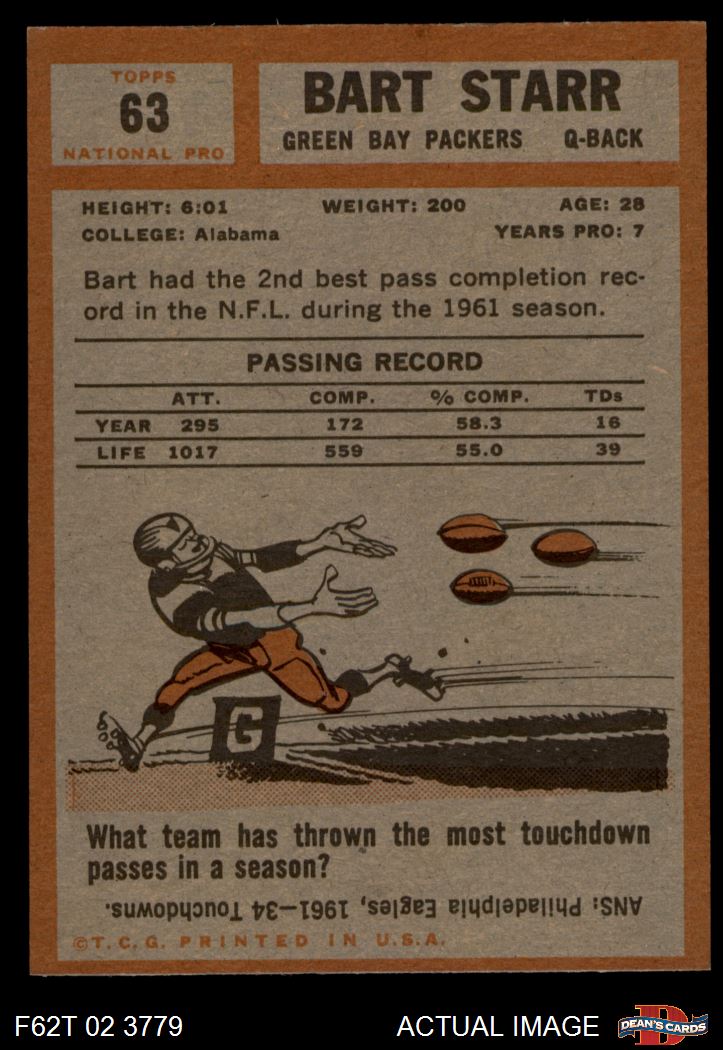 TOPPS
63
NATIONAL PRO
BART STARR
GREEN BAY PACKERS Q-BACK
HEIGHT: 6:01 WEIGHT: 200 AGE: 28
COLLEGE: Alabama YEARS PRO: 7
Bart had the 2nd best pass completion rec-
ord in the N.F.L. during the 1961 season.
PASSING RECORD
ATT. COMP. % COMP. TDs
YEAR 295 172 58.3 16
LIFE 1017 559 55.0 39
G
What team has thrown the most touchdown
passes in a season?
ANS: Philadelphia Eagles, 1961—34 Touchdowns.
©T.C.G. PRINTED IN U.S.A.
F62T 02 3779 ACTUAL IMAGE
D
DEAN'S CARDS